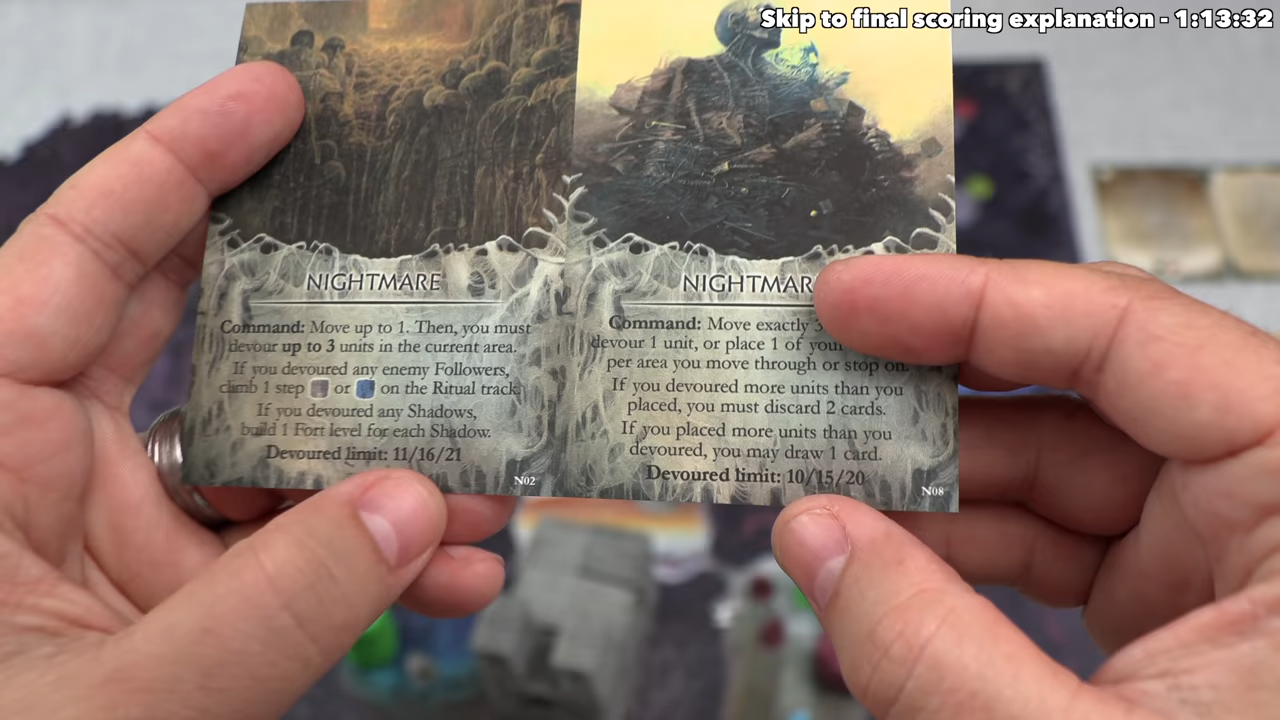 Skip to final scoring explanation - 1:13:32
NIGHTMARE
Command: Move up to 1. Then, you must
devour up to 3 units in the current area.
If you devoured any enemy Followers,
climb 1 step or on the Ritual track.
If you devoured any Shadows,
build 1 Fort level for each Shadow.
Devoured limit: 11/16/21
N02
NIGHTMAR
Command: Move exactly 3
devour 1 unit, or place 1 of your
per area you move through or stop on.
If you devoured more units than you
placed, you must discard 2 cards.
If you placed more units than you
devoured, you may draw 1 card.
Devoured limit: 10/15/20
N08